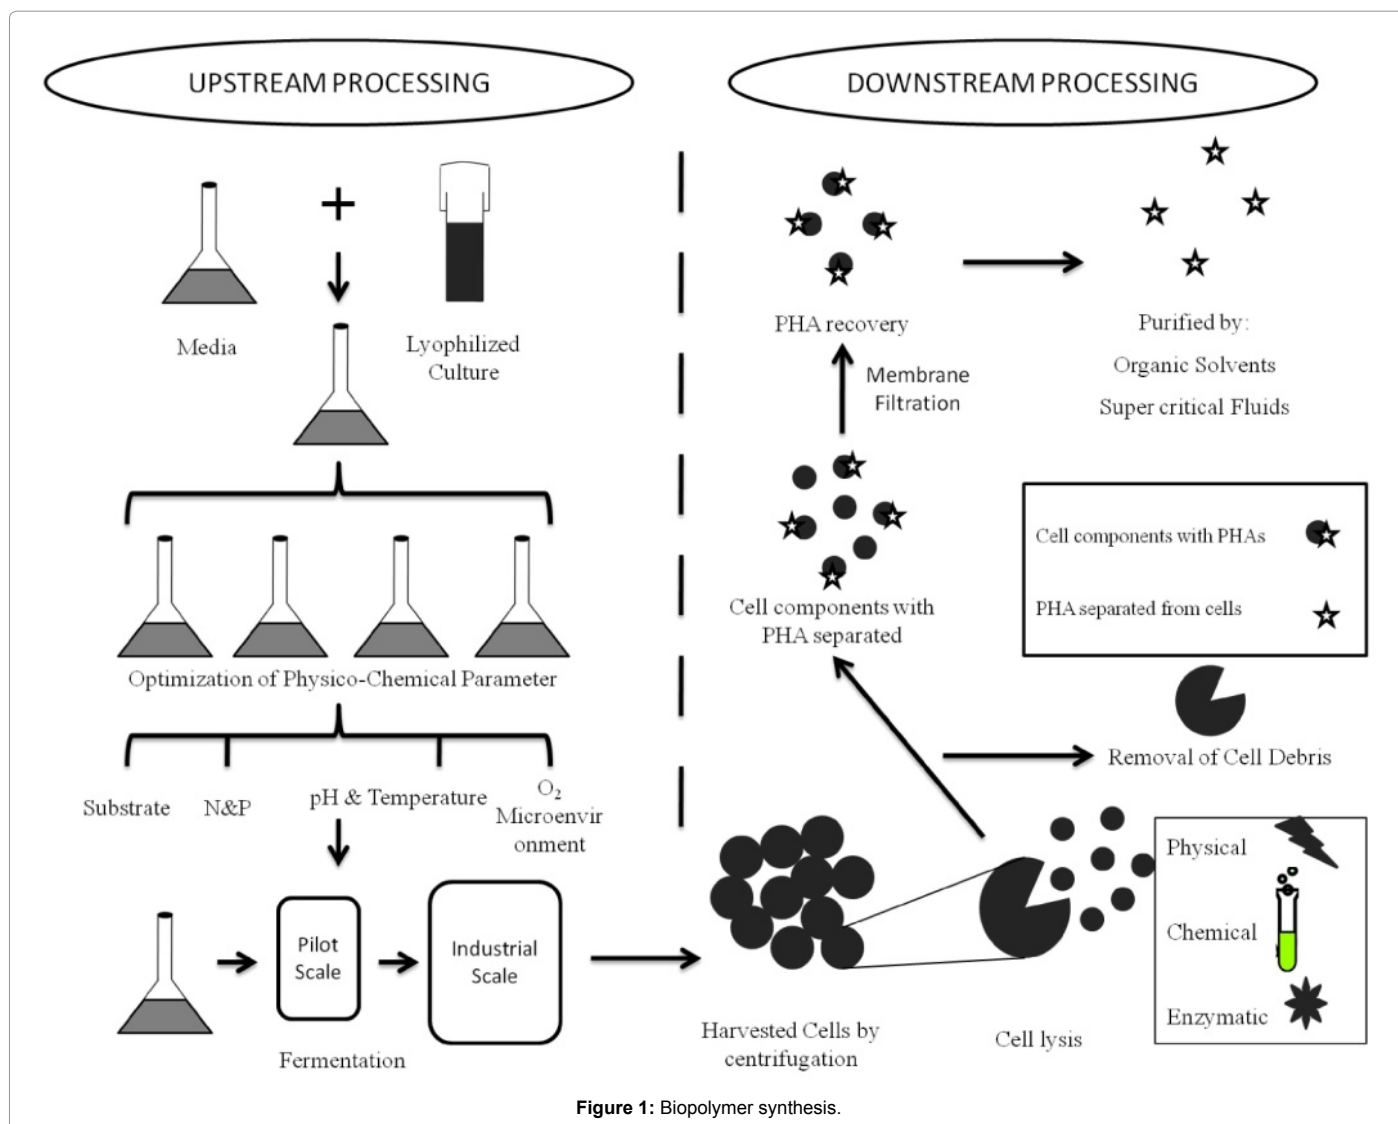 UPSTREAM PROCESSING
Media
Lyophilized
Culture
Optimization of Physico-Chemical Parameter
Substrate
N&P
pH & Temperature
O2
Microenvir
onment
Pilot
Scale
Industrial
Scale
Fermentation
DOWNSTREAM PROCESSING
PHA recovery
Purified by:
Organic Solvents
Super critical Fluids
Membrane
Filtration
Cell components with
PHA separated
Cell components with PHAs
PHA separated from cells
Removal of Cell Debris
Harvested Cells by
centrifugation
Cell lysis
Physical
Chemical
Enzymatic
Figure 1: Biopolymer synthesis.